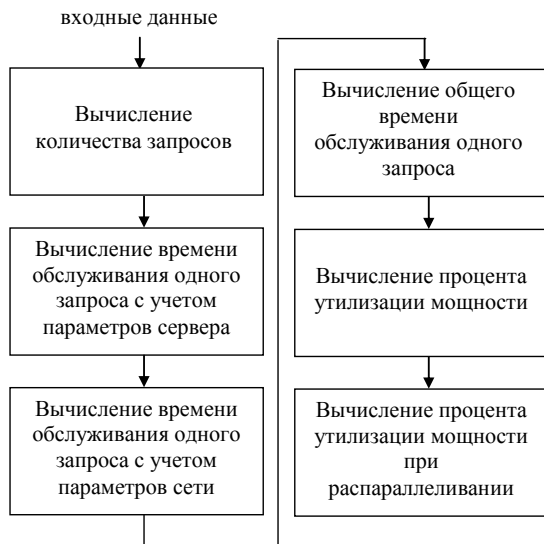 входные данные
Вычисление
количества запросов
Вычисление времени
обслуживания одного
запроса с учетом
параметров сервера
Вычисление времени
обслуживания одного
запроса с учетом
параметров сети
Вычисление общего
времени
обслуживания одного
запроса
Вычисление процента
утилизации мощности
Вычисление процента
утилизации мощности
при
распараллеливании